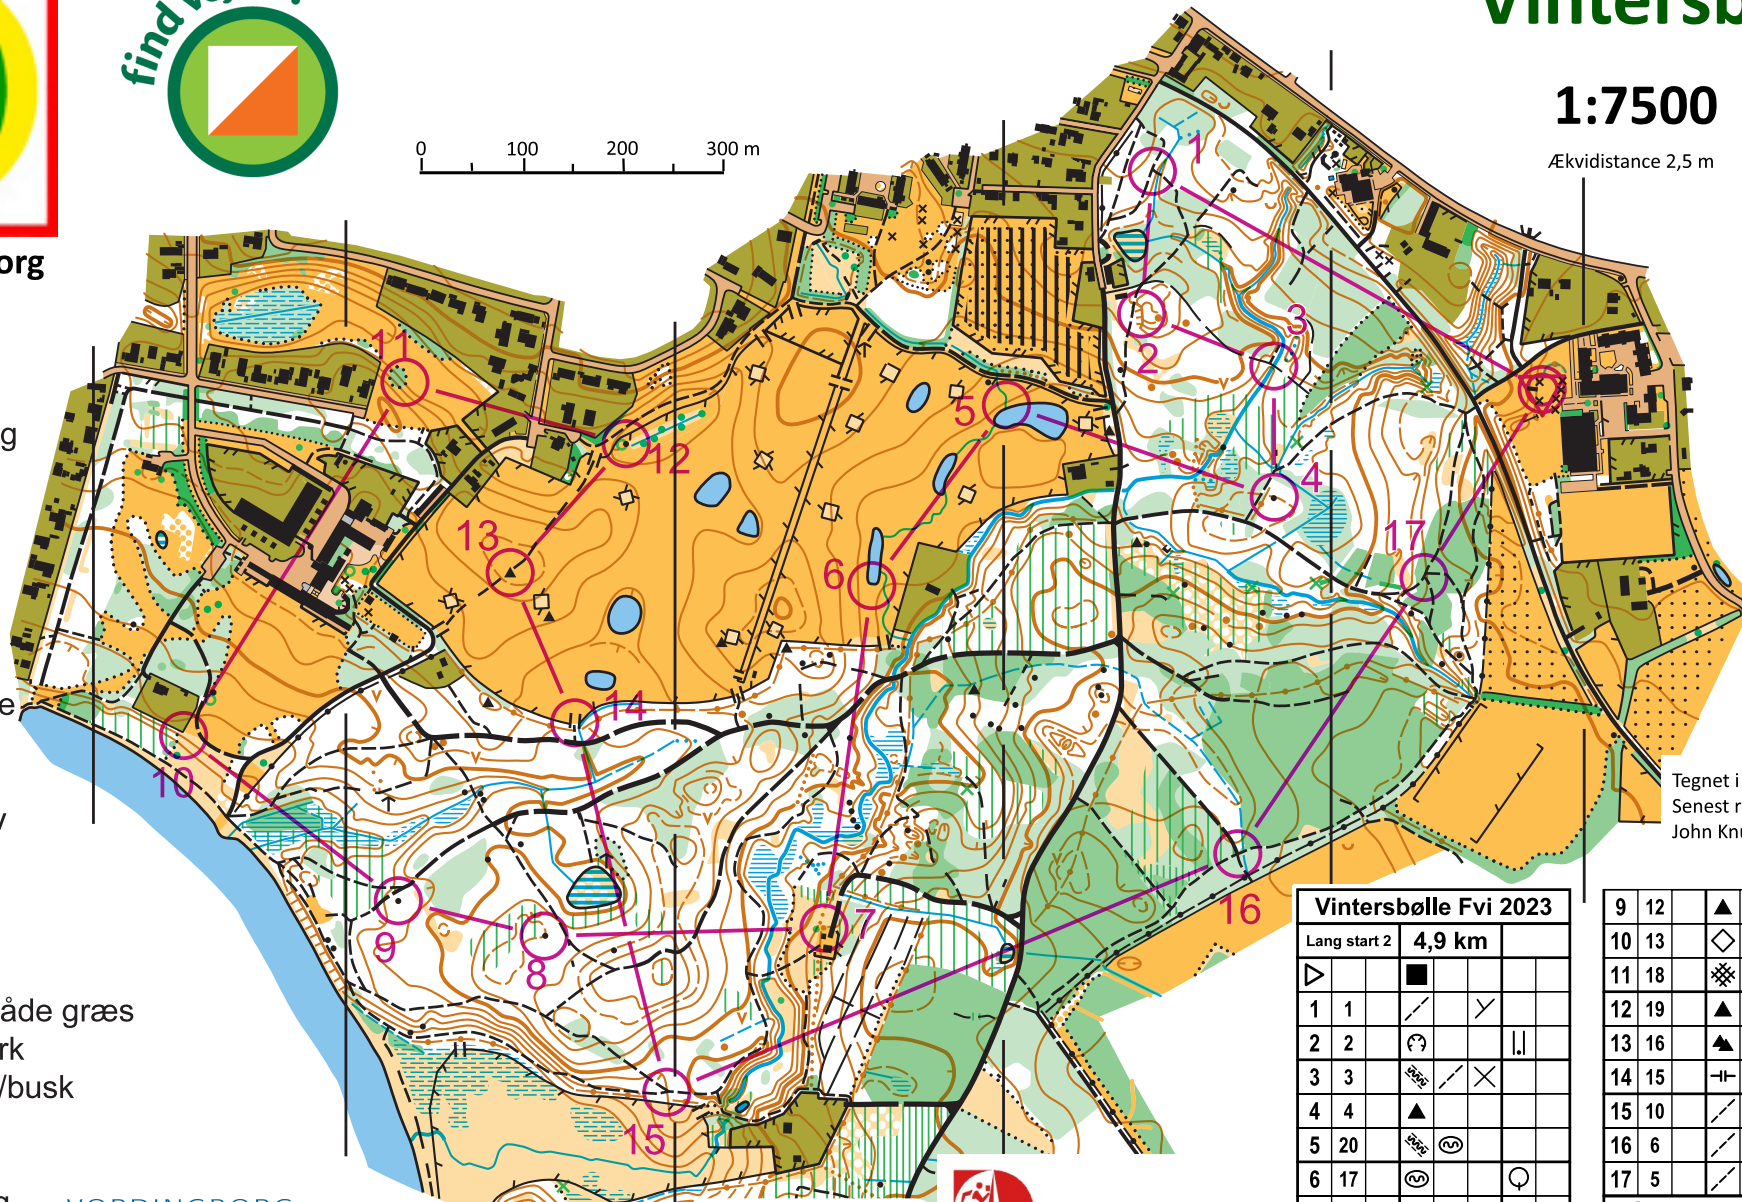 find
Vintersb
org
1:7500
Ækvidistance 2,5 m
0 100 200 300 m
1
2
3
4
5
6
7
8
9
10
11
12
13
14
15
16
17
g
e
y
åde græs
rk
/busk
VORDINGBORG
Tegnet i
Senest r
John Knu
Vintersbølle Fvi 2023
Lang start 2 4,9 km
1 1
2 2
3 3
4 4
5 20
6 17
9 12
10 13
11 18
12 19
13 16
14 15
15 10
16 6
17 5